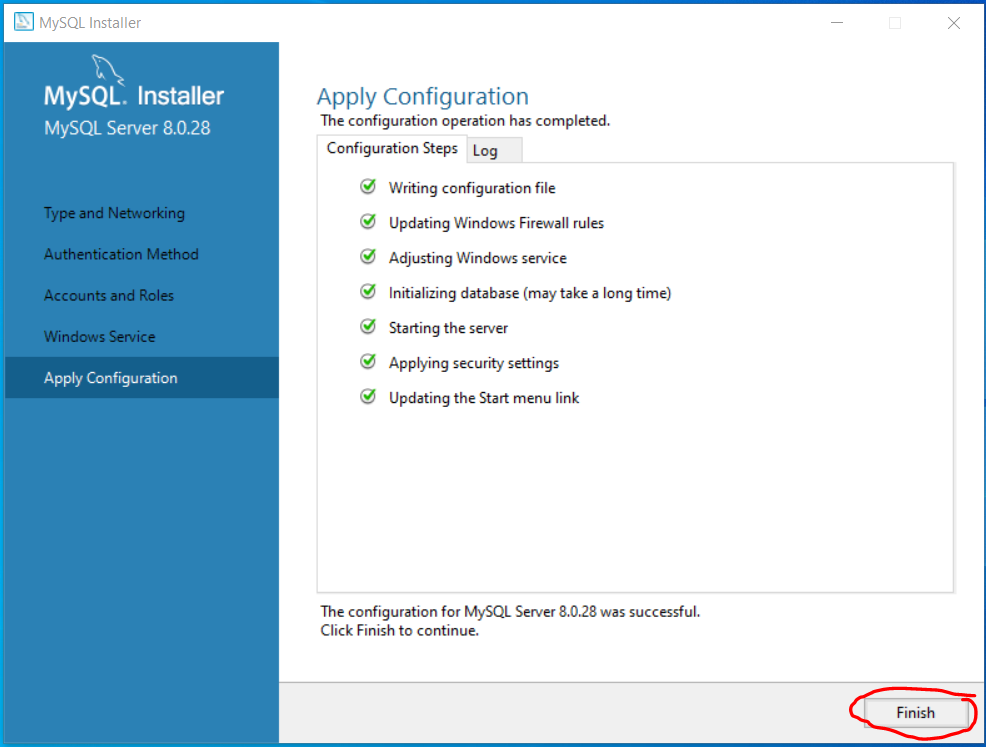 MySQL Installer
MySQL. Installer
MySQL Server 8.0.28
Type and Networking
Authentication Method
Accounts and Roles
Windows Service
Apply Configuration
Apply Configuration
The configuration operation has completed.
Configuration Steps
Log
Writing configuration file
Updating Windows Firewall rules
Adjusting Windows service
Initializing database (may take a long time)
Starting the server
Applying security settings
Updating the Start menu link
The configuration for MySQL Server 8.0.28 was successful.
Click Finish to continue.
Finish